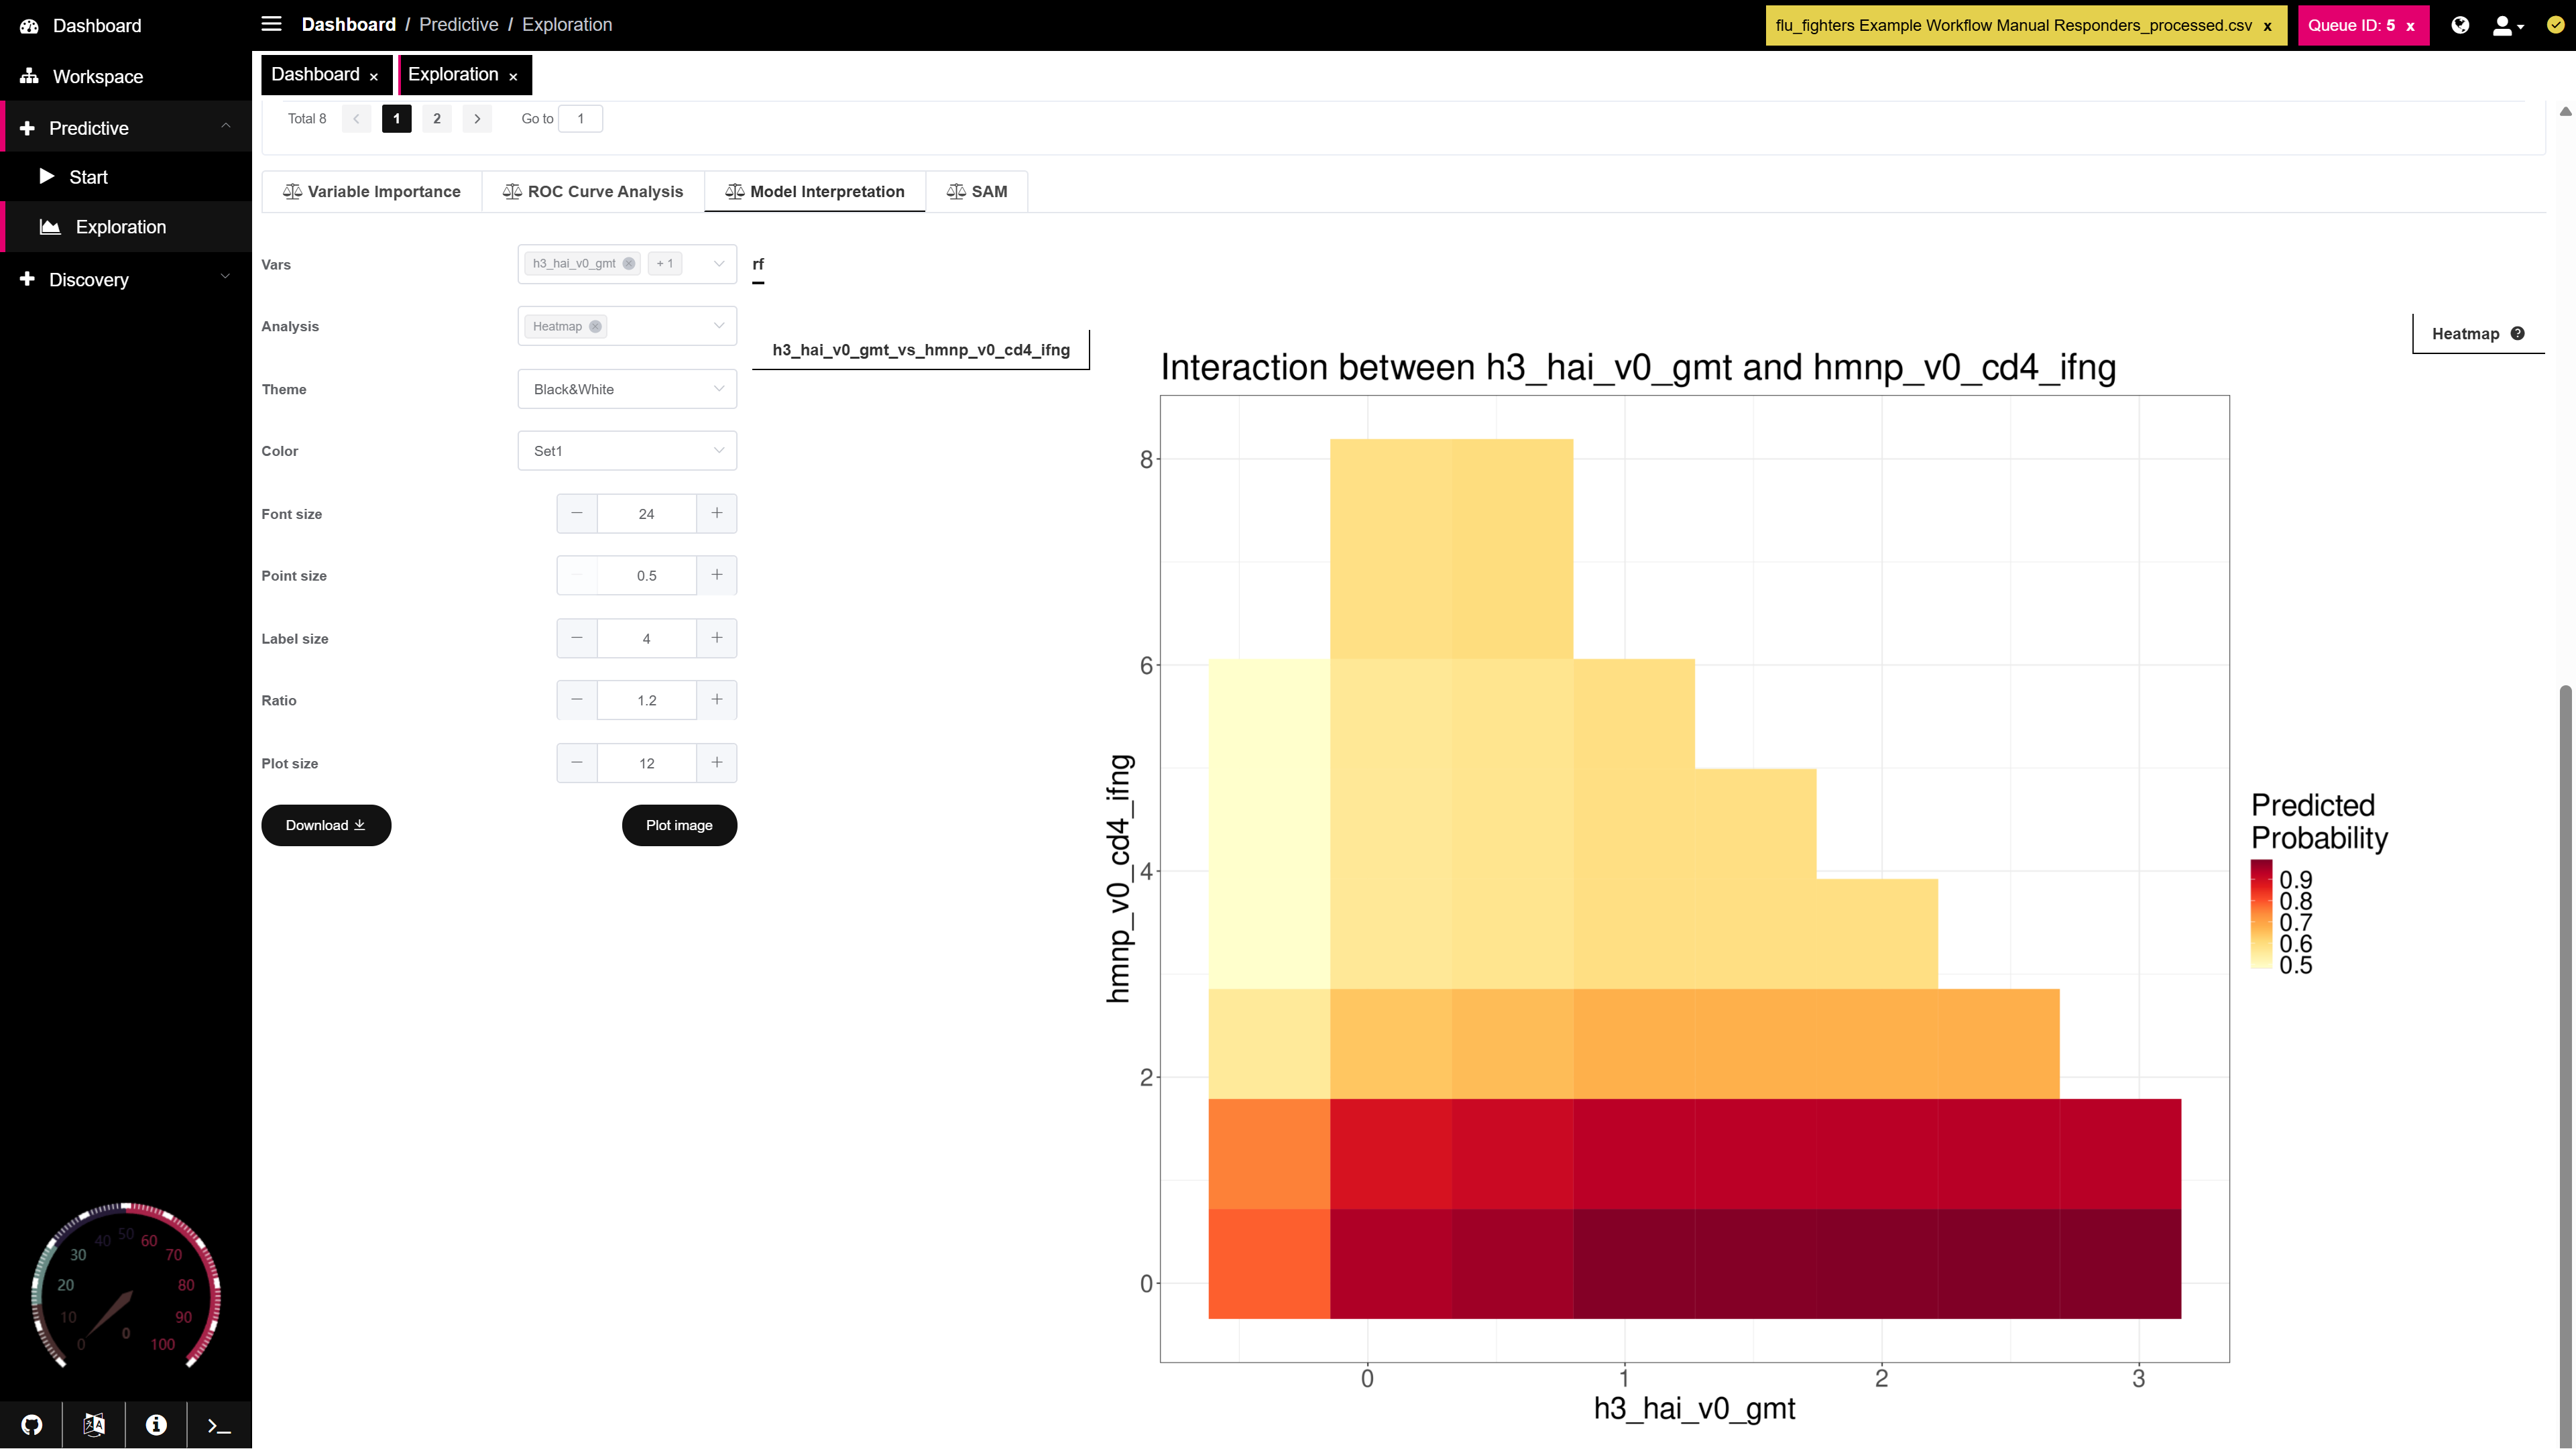 Dashboard
Workspace
Predictive
Start
Exploration
Discovery
Dashboard / Predictive / Exploration
flu_fighters Example Workflow Manual Responders_processed.csv x
Queue ID: 5 x
Dashboard ×
Exploration ×
Total 8 < 1 2 > Go to 1
Variable Importance
ROC Curve Analysis
Model Interpretation
SAM
Vars h3_hai_v0_gmt + 1
Analysis Heatmap
Theme Black&White
Color Set1
Font size 24
Point size 0.5
Label size 4
Ratio 1.2
Plot size 12
Download
Plot image
rf
h3_hai_v0_gmt_vs_hmnp_v0_cd4_ifng
Heatmap ?
Interaction between h3_hai_v0_gmt and hmnp_v0_cd4_ifng
8
6
4
2
0
hmnp_v0_cd4_ifng
0 1 2 3
h3_hai_v0_gmt
Predicted
Probability
0.9
0.8
0.7
0.6
0.5
0 10 20 30 40 50 60 70 80 90 100
0